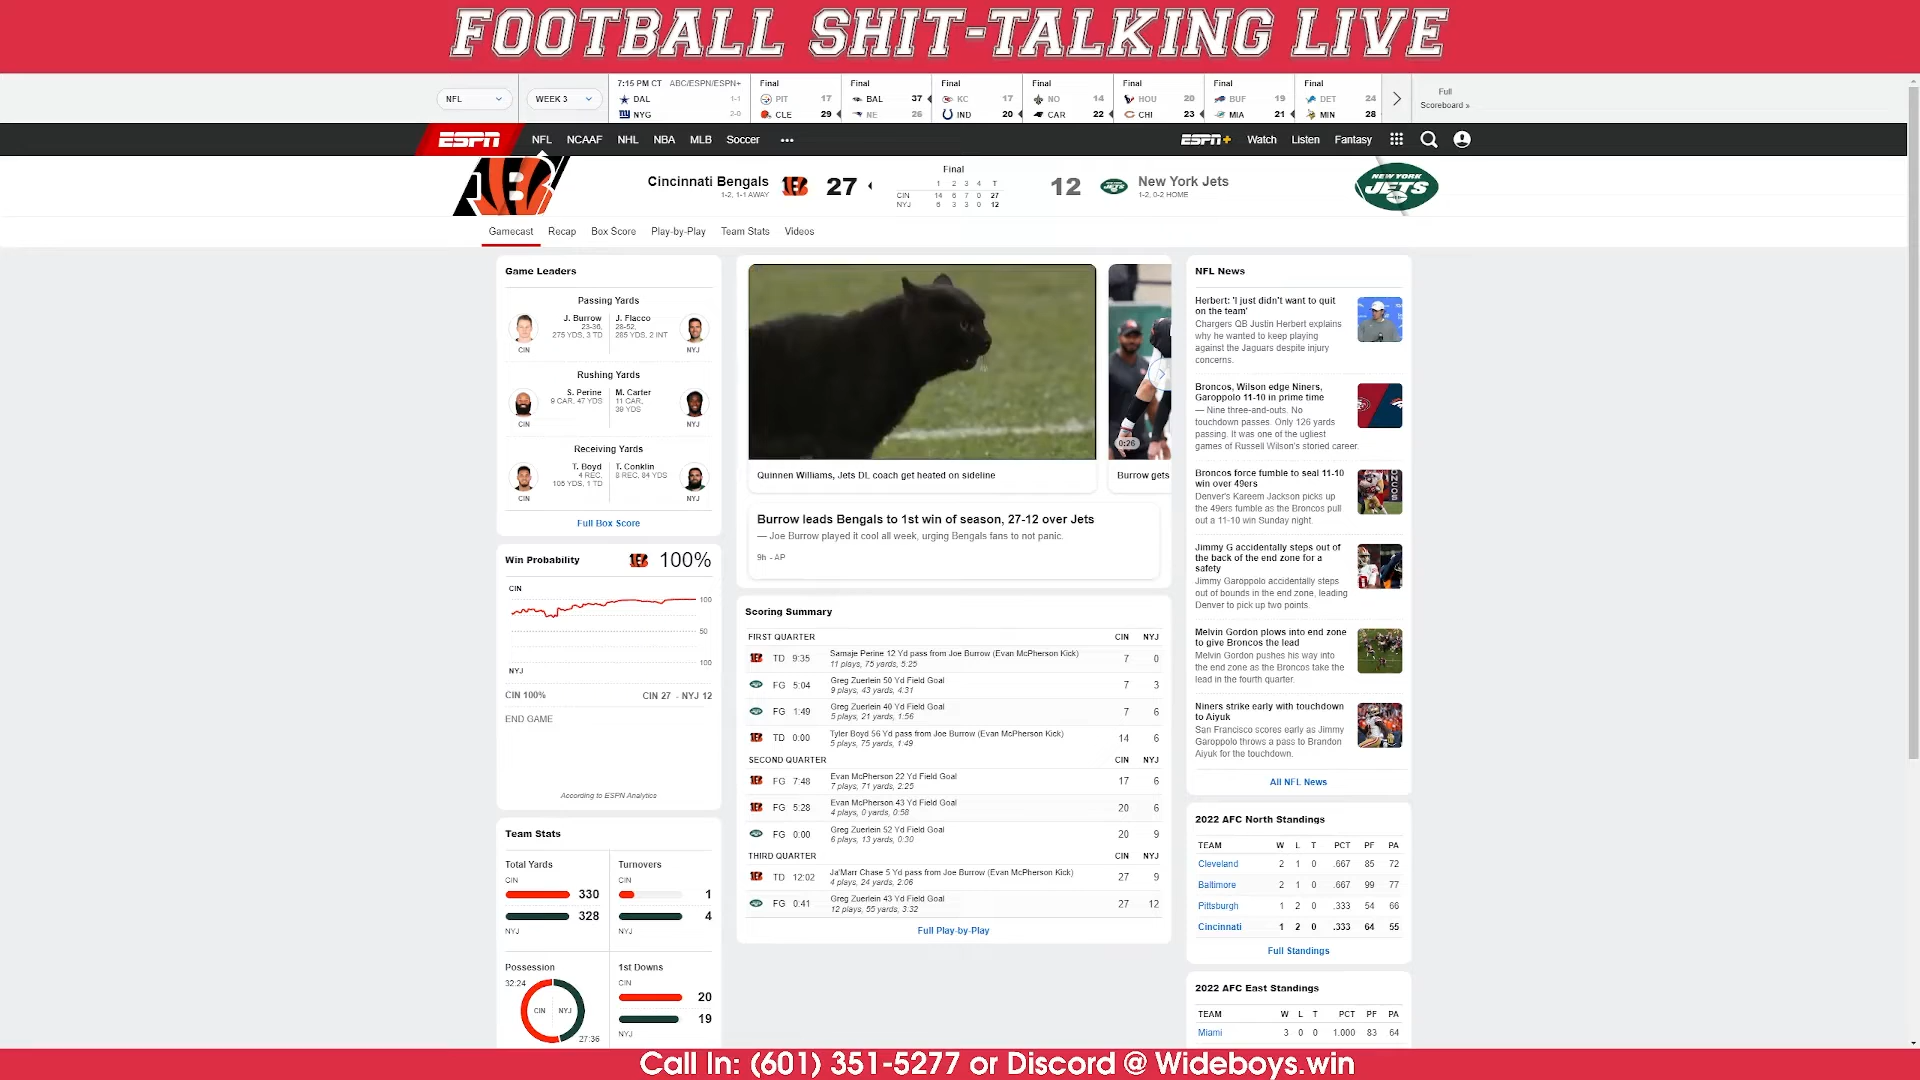 FOOTBALL SHIT-TALKING LIVE
NFL
WEEK 3
7:15 PM CT ABC/ESPN/ESPN+
DAL 1-1
NYG 2-0
Final
PIT 17
CLE 29
Final
BAL 37
NE 26
Final
KC 17
IND 20
Final
NO 14
CAR 22
Final
HOU 20
CHI 23
Final
BUF 19
MIA 21
Final
DET 24
MIN 28
Full
Scoreboard »
ESPN NFL NCAAF NHL NBA MLB Soccer ••• ESPN+ Watch Listen Fantasy
Cincinnati Bengals 27
1-2, 1-1 AWAY
Final
1 2 3 4 T
CIN 14 6 7 0 27
NYJ 6 3 3 0 12
12 New York Jets
1-2, 0-2 HOME
NEW YORK
JETS
Gamecast Recap Box Score Play-by-Play Team Stats Videos
Game Leaders
Passing Yards
J. Burrow
23-36,
275 YDS, 3 TD
CIN
J. Flacco
28-52,
285 YDS, 2 INT
NYJ
Rushing Yards
S. Perine
9 CAR, 47 YDS
CIN
M. Carter
11 CAR,
39 YDS
NYJ
Receiving Yards
T. Boyd
4 REC,
105 YDS, 1 TD
CIN
T. Conklin
8 REC, 84 YDS
NYJ
Full Box Score
Win Probability 100%
CIN
100
50
100
NYJ
CIN 100% CIN 27 - NYJ 12
END GAME
According to ESPN Analytics
Team Stats
Total Yards
CIN
330
328
NYJ
Turnovers
CIN
1
4
NYJ
Possession
32:24
CIN NYJ
27:36
1st Downs
CIN
20
19
NYJ
Quinnen Williams, Jets DL coach get heated on sideline
0:26
Burrow gets
Burrow leads Bengals to 1st win of season, 27-12 over Jets
— Joe Burrow played it cool all week, urging Bengals fans to not panic.
9h - AP
Scoring Summary
FIRST QUARTER CIN NYJ
TD 9:35 Samaje Perine 12 Yd pass from Joe Burrow (Evan McPherson Kick) 7 0
11 plays, 75 yards, 5:25
FG 5:04 Greg Zuerlein 50 Yd Field Goal 7 3
9 plays, 43 yards, 4:31
FG 1:49 Greg Zuerlein 40 Yd Field Goal 7 6
5 plays, 21 yards, 1:56
TD 0:00 Tyler Boyd 56 Yd pass from Joe Burrow (Evan McPherson Kick) 14 6
5 plays, 75 yards, 1:49
SECOND QUARTER CIN NYJ
FG 7:48 Evan McPherson 22 Yd Field Goal 17 6
7 plays, 71 yards, 2:25
FG 5:28 Evan McPherson 43 Yd Field Goal 20 6
4 plays, 0 yards, 0:58
FG 0:00 Greg Zuerlein 52 Yd Field Goal 20 9
6 plays, 13 yards, 0:30
THIRD QUARTER CIN NYJ
TD 12:02 Ja'Marr Chase 5 Yd pass from Joe Burrow (Evan McPherson Kick) 27 9
4 plays, 24 yards, 2:06
FG 0:41 Greg Zuerlein 43 Yd Field Goal 27 12
12 plays, 55 yards, 3:32
Full Play-by-Play
NFL News
Herbert: 'I just didn't want to quit
on the team'
Chargers QB Justin Herbert explains
why he wanted to keep playing
against the Jaguars despite injury
concerns.
Broncos, Wilson edge Niners,
Garoppolo 11-10 in prime time
— Nine three-and-outs. No
touchdown passes. Only 126 yards
passing. It was one of the ugliest
games of Russell Wilson's storied career.
Broncos force fumble to seal 11-10
win over 49ers
Denver's Kareem Jackson picks up
the 49ers fumble as the Broncos pull
out a 11-10 win Sunday night.
Jimmy G accidentally steps out of
the back of the end zone for a
safety
Jimmy Garoppolo accidentally steps
out of bounds in the end zone, leading
Denver to pick up two points.
Melvin Gordon plows into end zone
to give Broncos the lead
Melvin Gordon pushes his way into
the end zone as the Broncos take the
lead in the fourth quarter.
Niners strike early with touchdown
to Aiyuk
San Francisco scores early as Jimmy
Garoppolo throws a pass to Brandon
Aiyuk for the touchdown.
All NFL News
2022 AFC North Standings
TEAM W L T PCT PF PA
Cleveland 2 1 0 .667 85 72
Baltimore 2 1 0 .667 99 77
Pittsburgh 1 2 0 .333 54 66
Cincinnati 1 2 0 .333 64 55
Full Standings
2022 AFC East Standings
TEAM W L T PCT PF PA
Miami 3 0 0 1.000 83 64
Call In: (601) 351-5277 or Discord @ Wideboys.win